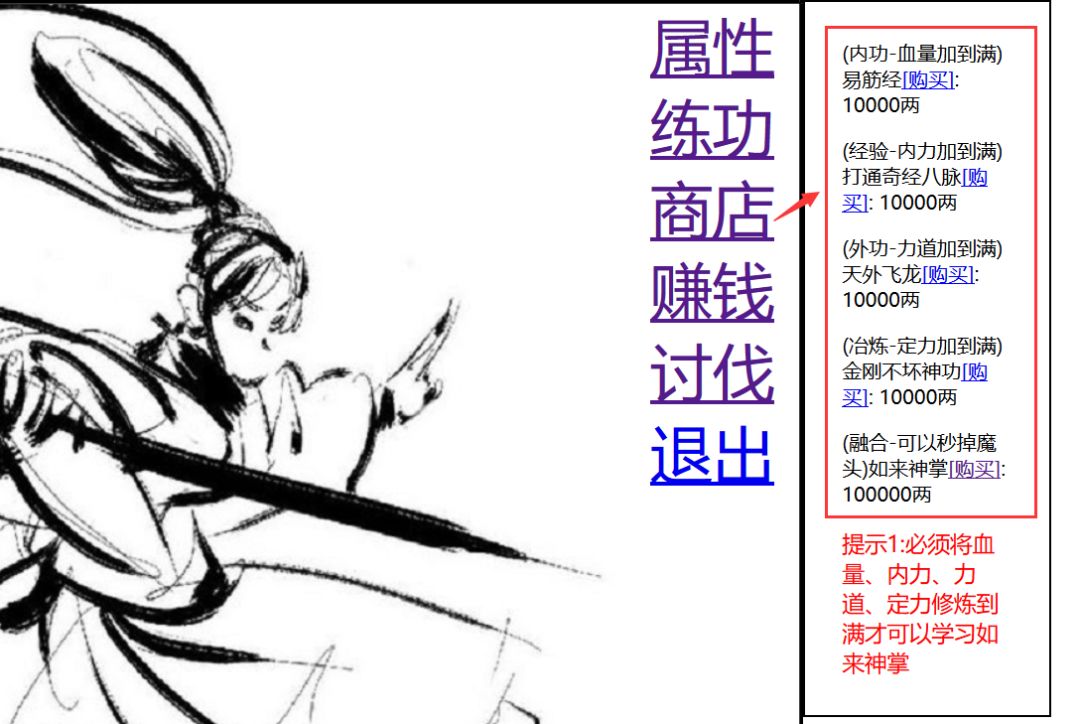 属性
练功
商店
赚钱
讨伐
退出
(内功-血量加到满)
易筋经[购买]:
10000两
(经验-内力加到满)
打通奇经八脉[购
买]: 10000两
(外功-力道加到满)
天外飞龙[购买]:
10000两
(冶炼-定力加到满)
金刚不坏神功[购
买]: 10000两
(融合-可以秒掉魔
头)如来神掌[购买]:
100000两
提示1:必须将血
量、内力、力
道、定力修炼到
满才可以学习如
来神掌